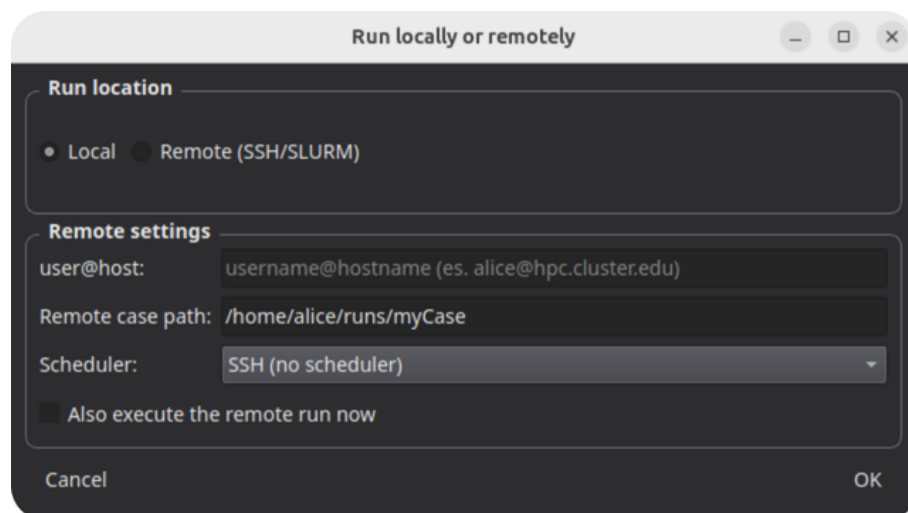 Run locally or remotely
Run location
Local Remote (SSH/SLURM)
Remote settings
user@host: username@hostname (es. alice@hpc.cluster.edu)
Remote case path: /home/alice/runs/myCase
Scheduler: SSH (no scheduler)
Also execute the remote run now
Cancel OK